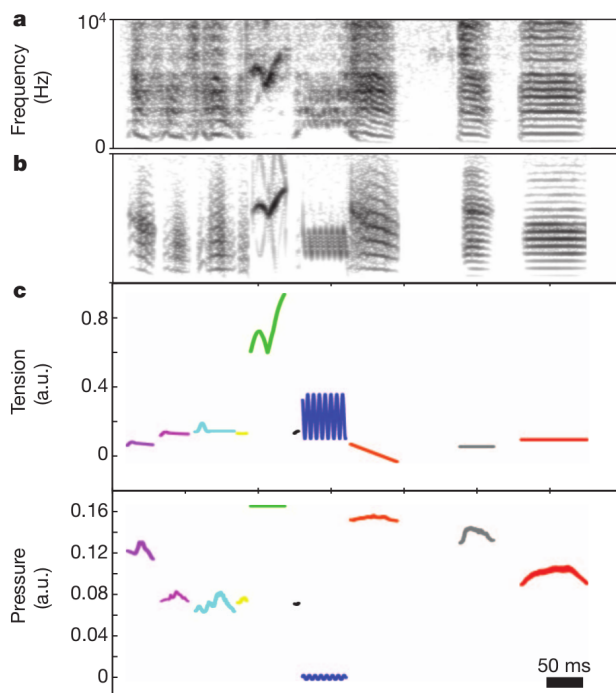 a
10⁴
Frequency
(Hz)
0
b
c
0.8
Tension
(a.u.)
0.4
0
0.16
0.12
Pressure
(a.u.)
0.08
0.04
0
50 ms